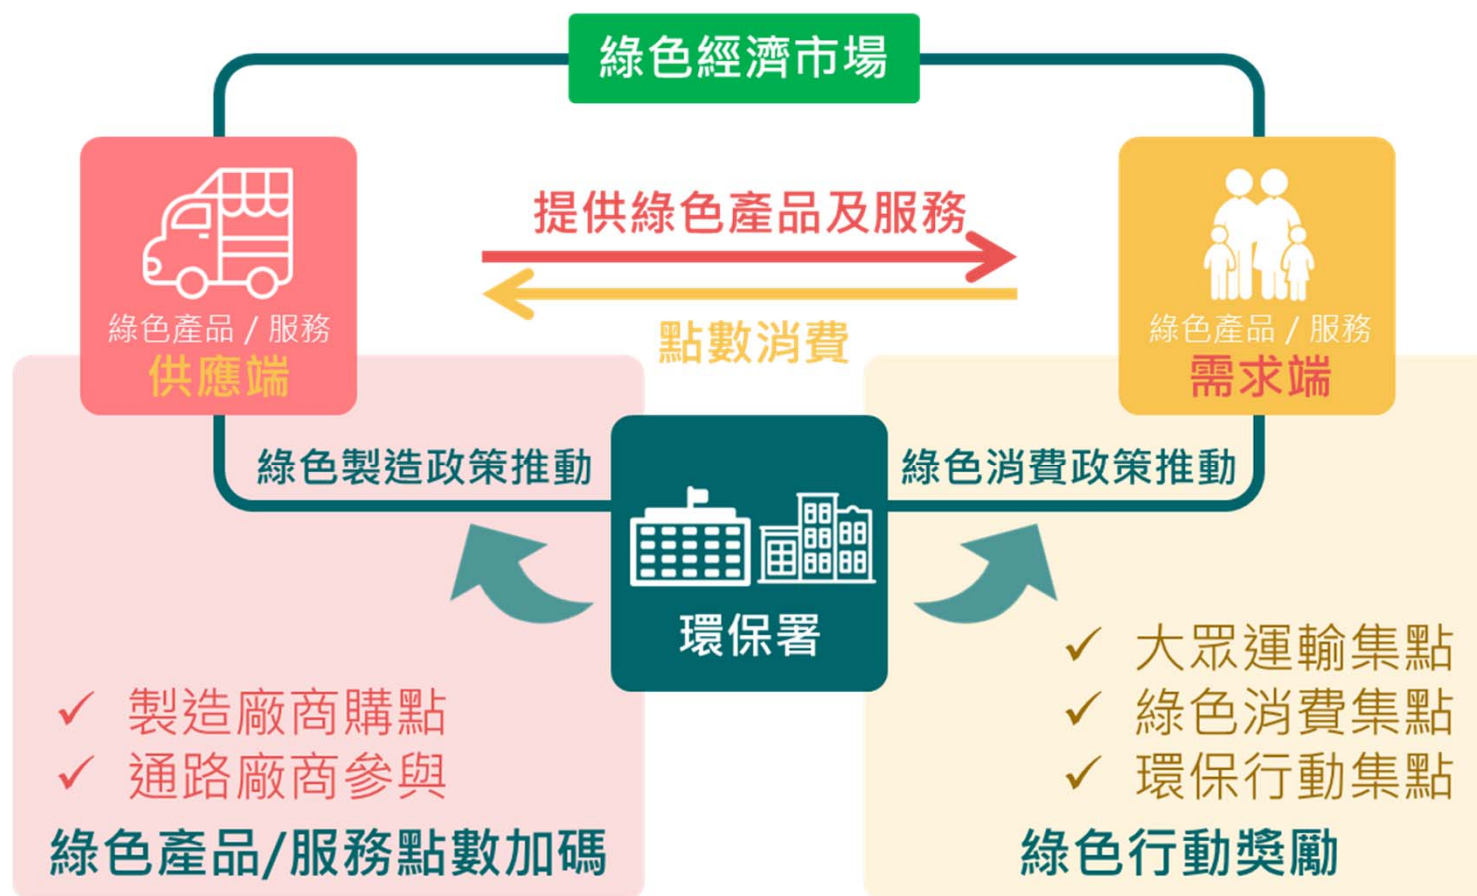 綠色經濟市場
提供綠色產品及服務
點數消費
綠色產品 / 服務
供應端
綠色產品 / 服務
需求端
綠色製造政策推動
綠色消費政策推動
環保署
✓ 製造廠商購點
✓ 通路廠商參與
綠色產品/服務點數加碼
✓ 大眾運輸集點
✓ 綠色消費集點
✓ 環保行動集點
綠色行動獎勵